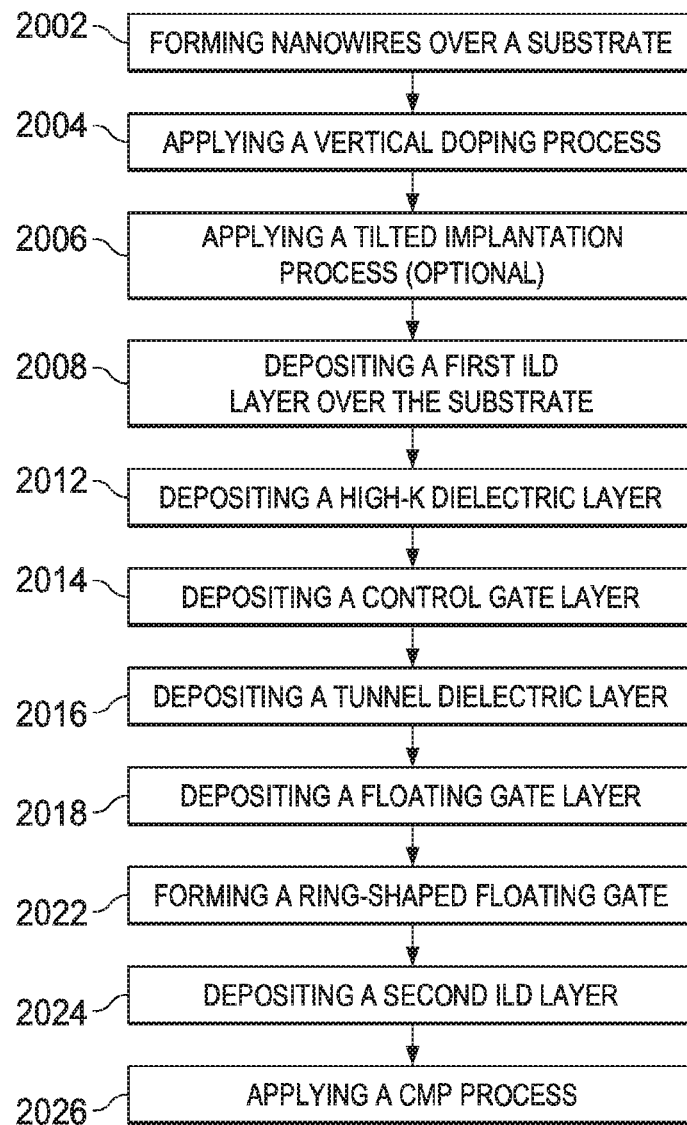 2002 FORMING NANOWIRES OVER A SUBSTRATE
2004 APPLYING A VERTICAL DOPING PROCESS
2006 APPLYING A TILTED IMPLANTATION
PROCESS (OPTIONAL)
2008 DEPOSITING A FIRST ILD
LAYER OVER THE SUBSTRATE
2012 DEPOSITING A HIGH-K DIELECTRIC LAYER
2014 DEPOSITING A CONTROL GATE LAYER
2016 DEPOSITING A TUNNEL DIELECTRIC LAYER
2018 DEPOSITING A FLOATING GATE LAYER
2022 FORMING A RING-SHAPED FLOATING GATE
2024 DEPOSITING A SECOND ILD LAYER
2026 APPLYING A CMP PROCESS